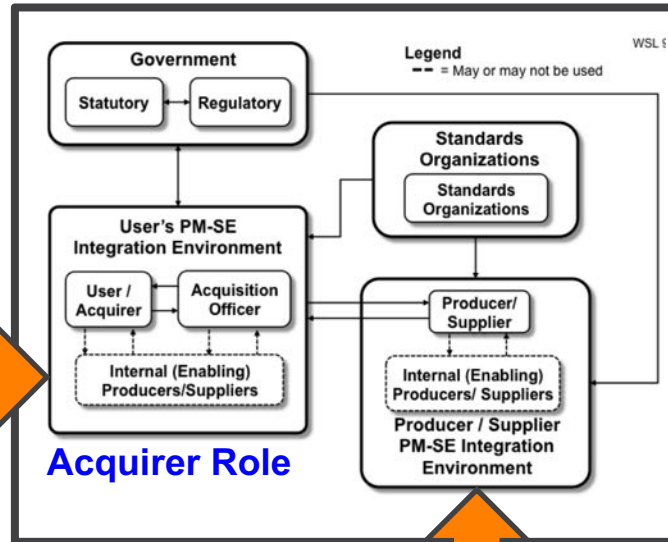 WSL 9
Government
Statutory
Regulatory
Legend
= May or may not be used
Standards
Organizations
Standards
Organizations
User's PM-SE
Integration Environment
User /
Acquirer
Acquisition
Officer
Internal (Enabling)
Producers/Suppliers
Acquirer Role
Producer/
Supplier
Internal (Enabling)
Producers/ Suppliers
Producer / Supplier
PM-SE Integration
Environment